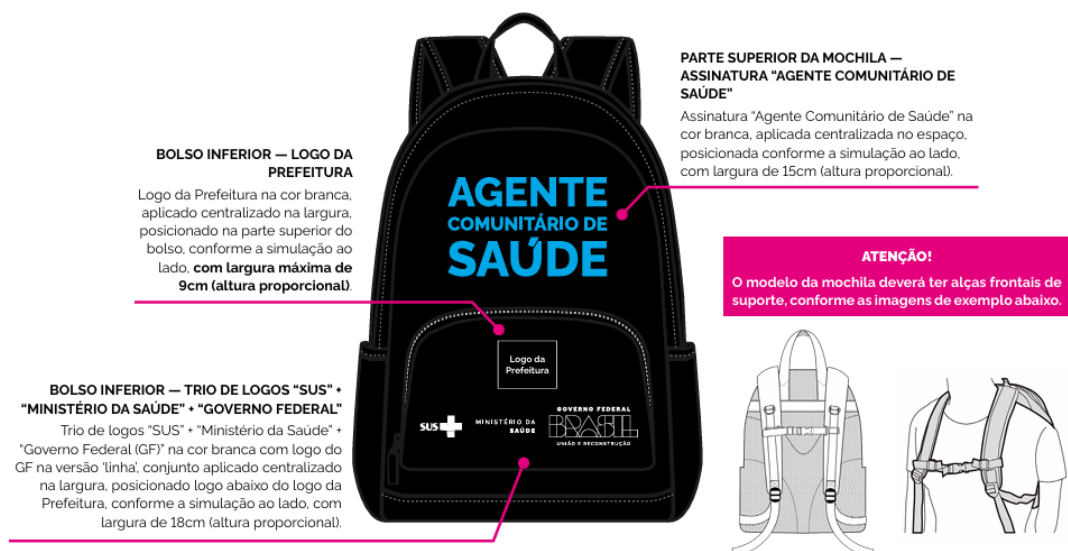 PARTE SUPERIOR DA MOCHILA —
ASSINATURA “AGENTE COMUNITÁRIO DE
SAÚDE”
Assinatura “Agente Comunitário de Saúde” na
cor branca, aplicada centralizada no espaço,
posicionada conforme a simulação ao lado,
com largura de 15cm (altura proporcional).
BOLSO INFERIOR — LOGO DA
PREFEITURA
Logo da Prefeitura na cor branca,
aplicado centralizado na largura,
posicionado na parte superior do
bolso, conforme a simulação ao
lado, com largura máxima de
9cm (altura proporcional).
AGENTE
COMUNITÁRIO DE
SAÚDE
ATENÇÃO!
O modelo da mochila deverá ter alças frontais de
suporte, conforme as imagens de exemplo abaixo.
Logo da
Prefeitura
BOLSO INFERIOR — TRIO DE LOGOS “SUS” +
“MINISTÉRIO DA SAÚDE” + “GOVERNO FEDERAL”
Trio de logos “SUS” + “Ministério da Saúde” +
“Governo Federal (GF)” na cor branca com logo do
GF na versão ‘linha’, conjunto aplicado centralizado
na largura, posicionado logo abaixo do logo da
Prefeitura, conforme a simulação ao lado, com
largura de 18cm (altura proporcional).
SUS
MINISTÉRIO DA
SAÚDE
GOVERNO FEDERAL
BRASIL
UNIÃO E RECONSTRUÇÃO